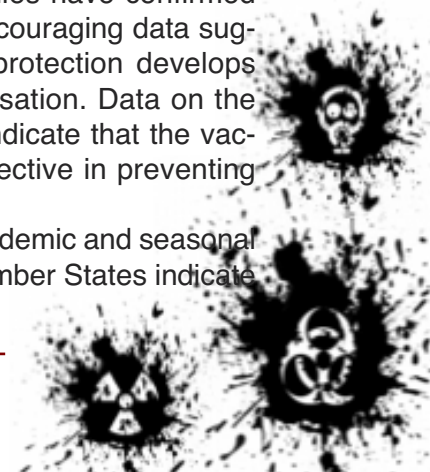 ies have confirmed
couraging data sug-
protection develops
sation. Data on the
ndicate that the vac-
ective in preventing
demic and seasonal
mber States indicate